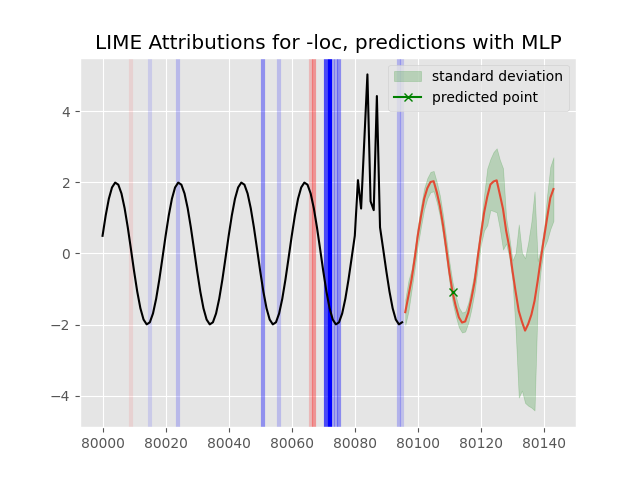 LIME Attributions for -loc, predictions with MLP
standard deviation
predicted point
4
2
0
−2
−4
80000 80020 80040 80060 80080 80100 80120 80140